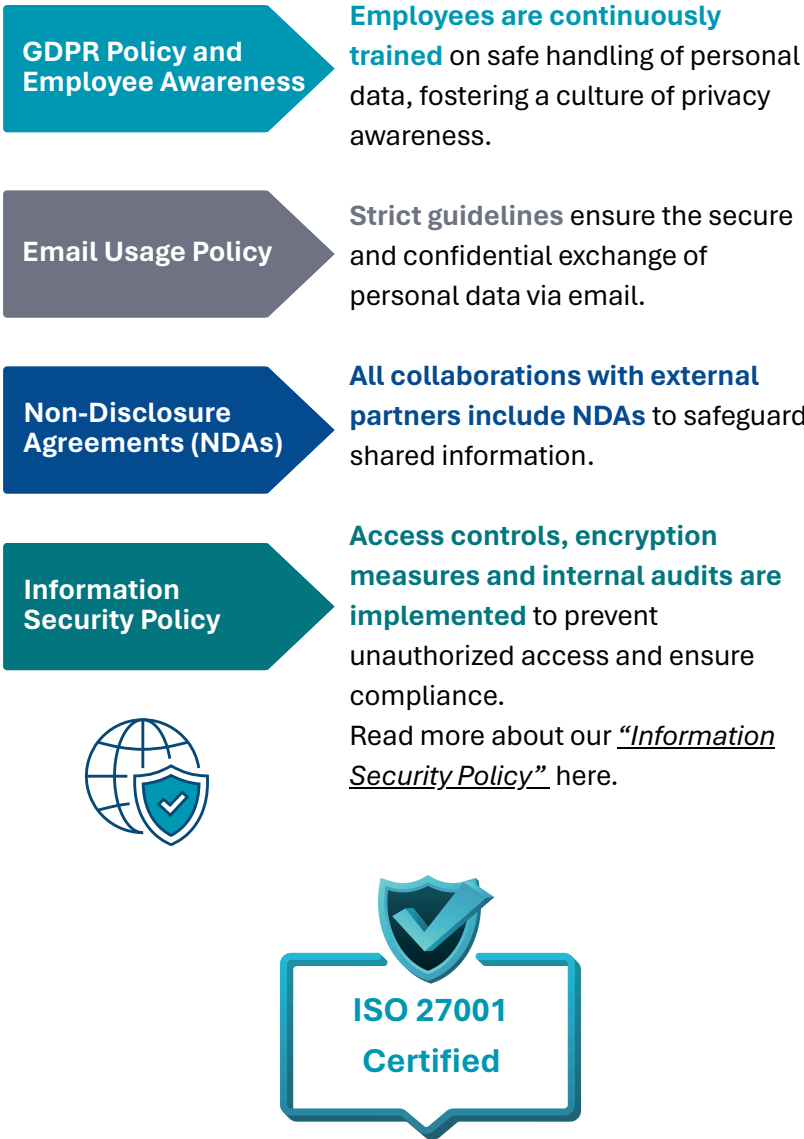 GDPR Policy and
Employee Awareness
Employees are continuously
trained on safe handling of personal
data, fostering a culture of privacy
awareness.
Email Usage Policy
Strict guidelines ensure the secure
and confidential exchange of
personal data via email.
Non-Disclosure
Agreements (NDAs)
All collaborations with external
partners include NDAs to safeguard
shared information.
Information
Security Policy
Access controls, encryption
measures and internal audits are
implemented to prevent
unauthorized access and ensure
compliance.
Read more about our “Information
Security Policy” here.
ISO 27001
Certified